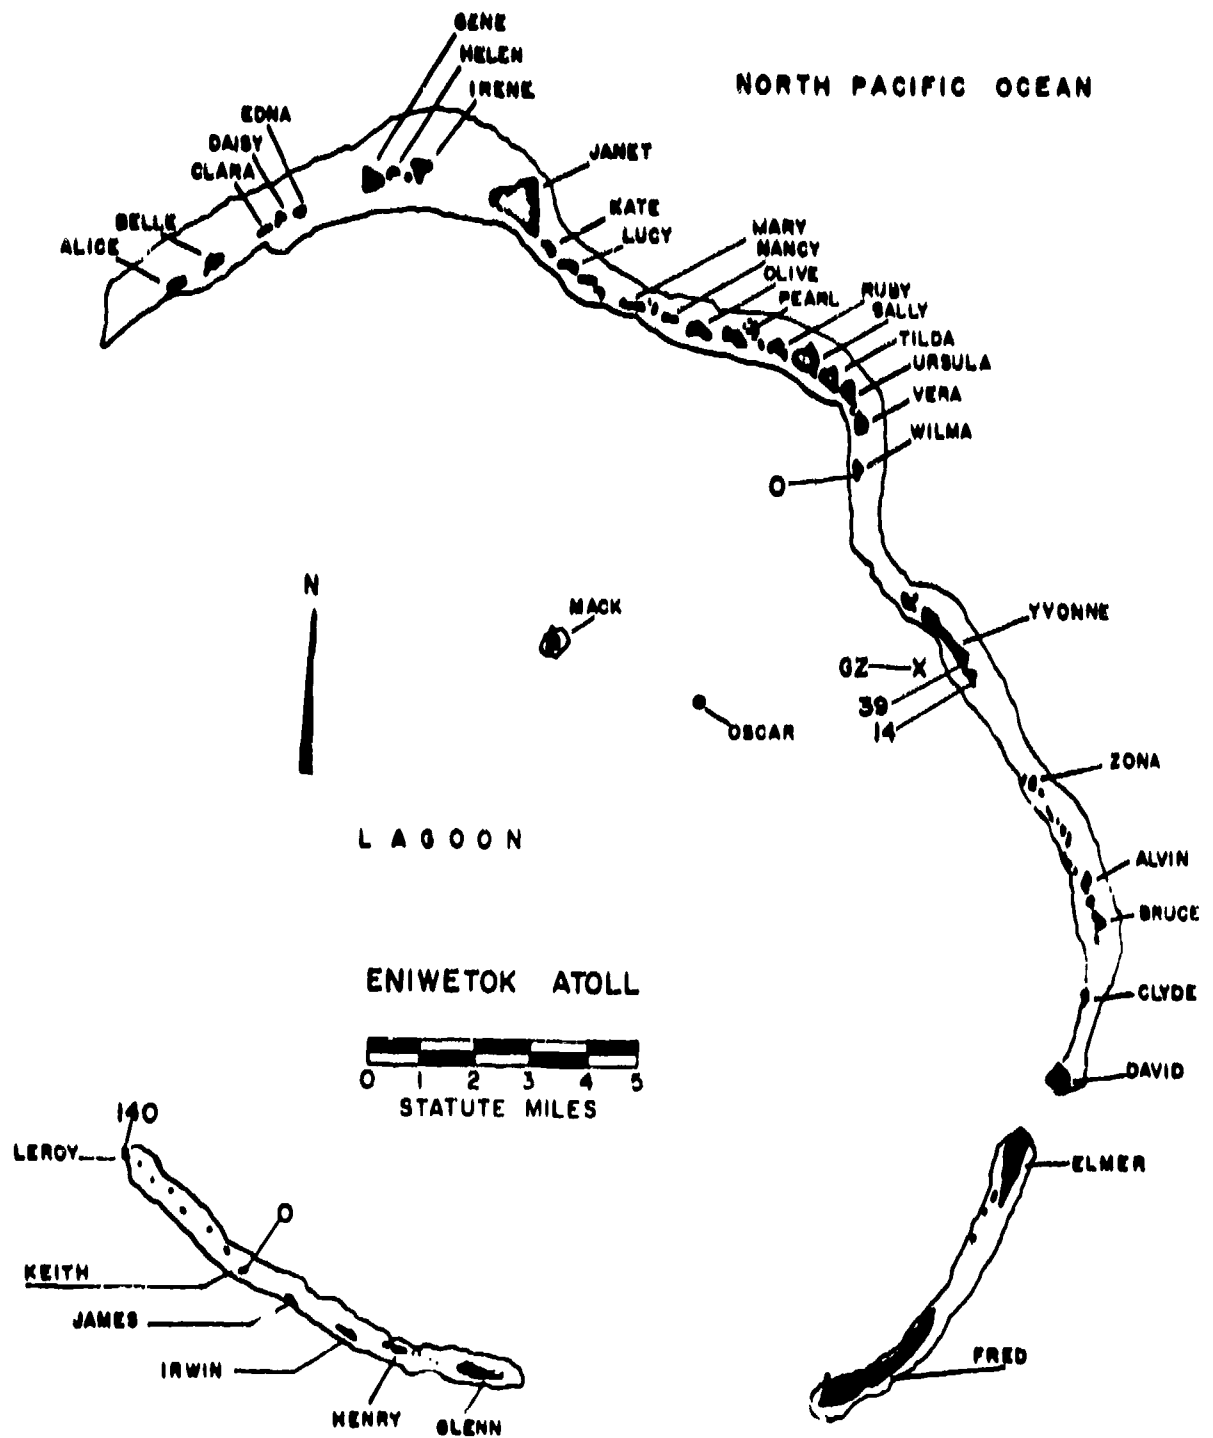 GENE
HELEN
IRENE
NORTH PACIFIC OCEAN
EDNA
DAISY
CLARA
JANET
BELLE
ALICE
KATE
LUCY
MARY
NANCY
OLIVE
PEARL
RUBY
SALLY
TILDA
URSULA
VERA
WILMA
0
N
MACK
YVONNE
GZ X
39
14
OSCAR
ZONA
LAGOON
ALVIN
BRUCE
ENIWETOK ATOLL
CLYDE
0 1 2 3 4 5
STATUTE MILES
DAVID
140
LEROY
ELMER
0
KEITH
JAMES
IRWIN
FRED
HENRY
GLENN